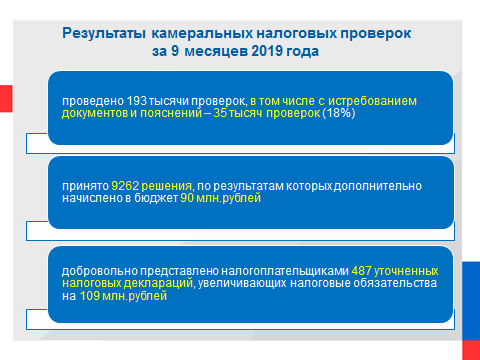 Результаты камеральных налоговых проверок
за 9 месяцев 2019 года
проведено 193 тысячи проверок, в том числе с истребованием
документов и пояснений – 35 тысяч проверок (18%)
принято 9262 решения, по результатам которых дополнительно
начислено в бюджет 90 млн.рублей
добровольно представлено налогоплательщиками 487 уточненных
налоговых деклараций, увеличивающих налоговые обязательства
на 109 млн.рублей